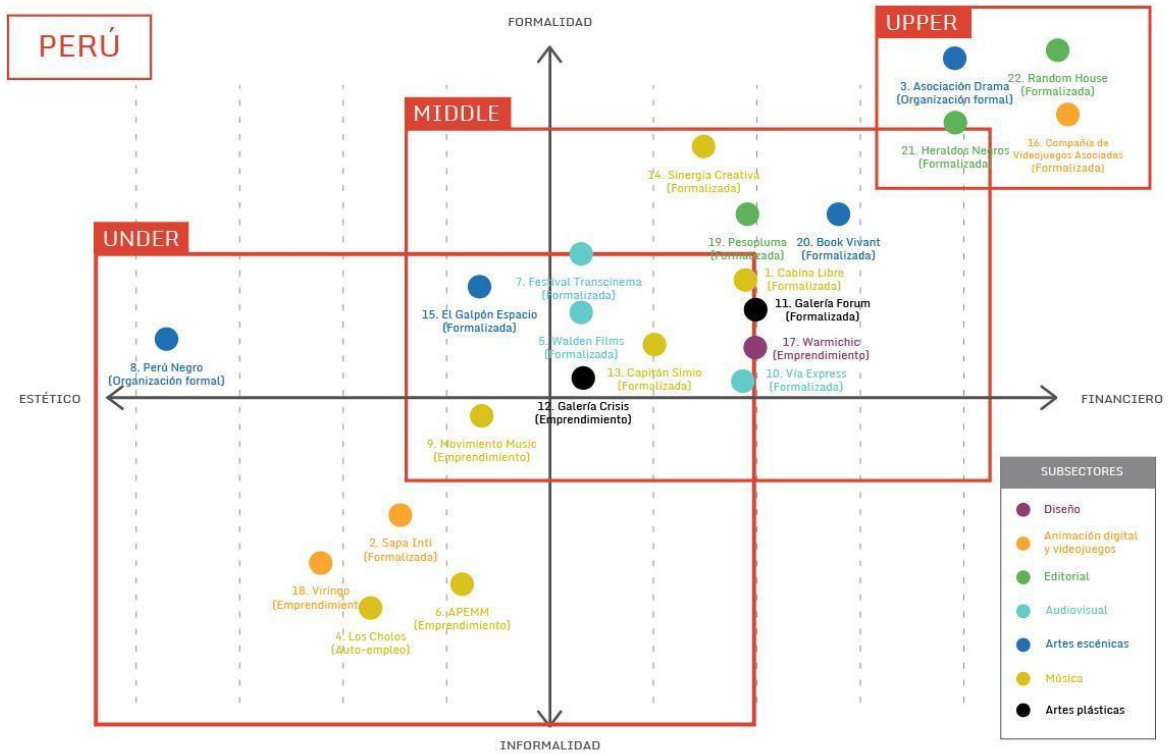 PERÚ
FORMALIDAD
UPPER
3. Asociación Drama
(Organización formal)
22. Random House
(Formalizada)
21. Heraldos Negros
(Formalizada)
16. Compañía de
Videojuegos Asociadas
(Formalizada)
MIDDLE
14. Sinergia Creativa
(Formalizada)
19. Pesopluma
(Formalizada)
20. Book Vivant
(Formalizada)
UNDER
7. Festival Transcinema
(Formalizada)
1. Cabina Libre
(Formalizada)
15. El Galpón Espacio
(Formalizada)
11. Galería Forum
(Formalizada)
5. Walden Films
(Formalizada)
17. Warmichic
(Emprendimiento)
8. Perú Negro
(Organización formal)
13. Capitán Simio
(Formalizada)
10. Vía Express
(Formalizada)
ESTÉTICO
FINANCIERO
12. Galería Crisis
(Emprendimiento)
9. Movimiento Music
(Emprendimiento)
2. Sapa Inti
(Formalizada)
18. Viringo
(Emprendimiento)
6. APEMM
(Emprendimiento)
4. Los Cholos
(Auto-empleo)
INFORMALIDAD
SUBSECTORES
Diseño
Animación digital
y videojuegos
Editorial
Audiovisual
Artes escénicas
Música
Artes plásticas